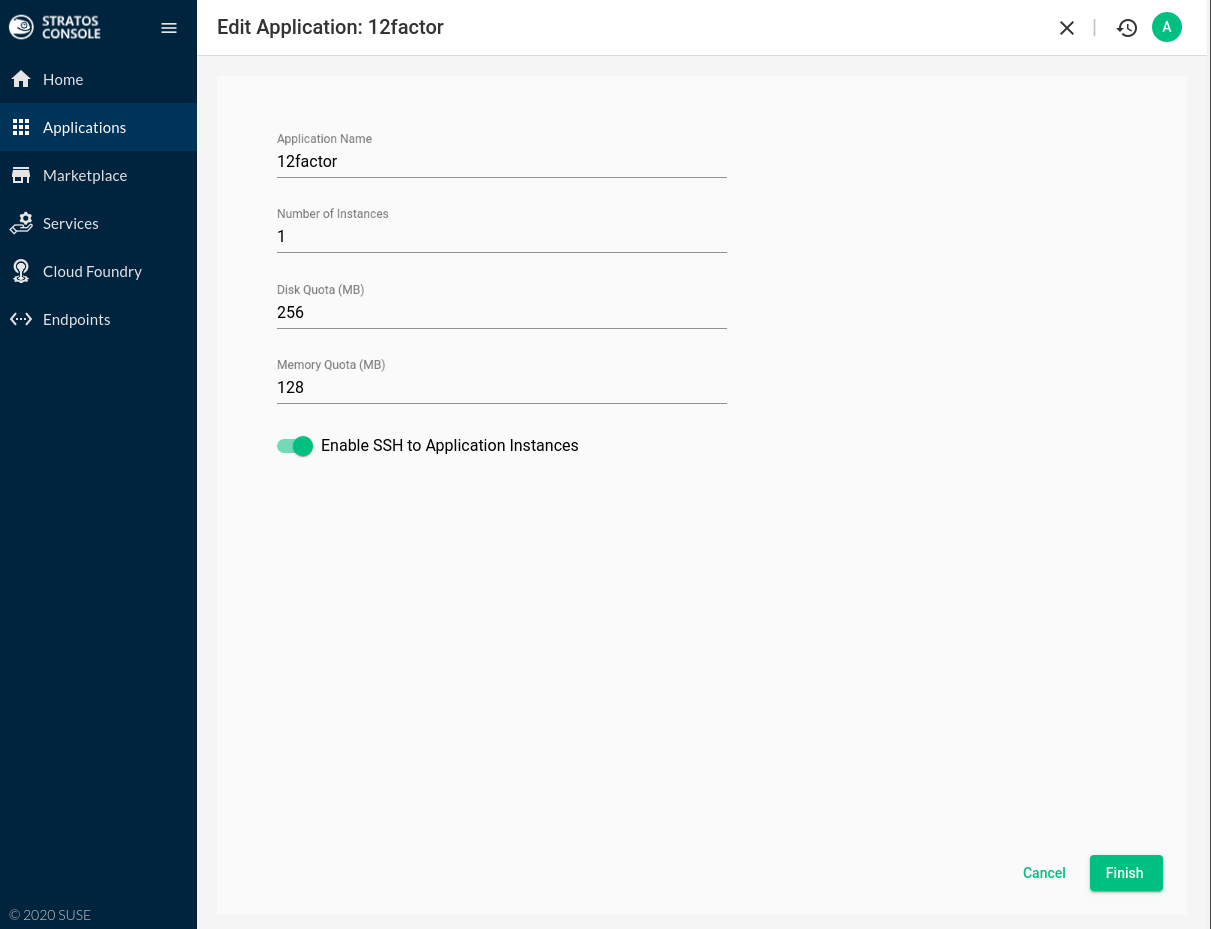 STRATOS
CONSOLE
Edit Application: 12factor
A
Home
Applications
Marketplace
Services
Cloud Foundry
Endpoints
Application Name
12factor
Number of Instances
1
Disk Quota (MB)
256
Memory Quota (MB)
128
Enable SSH to Application Instances
Cancel
Finish
© 2020 SUSE